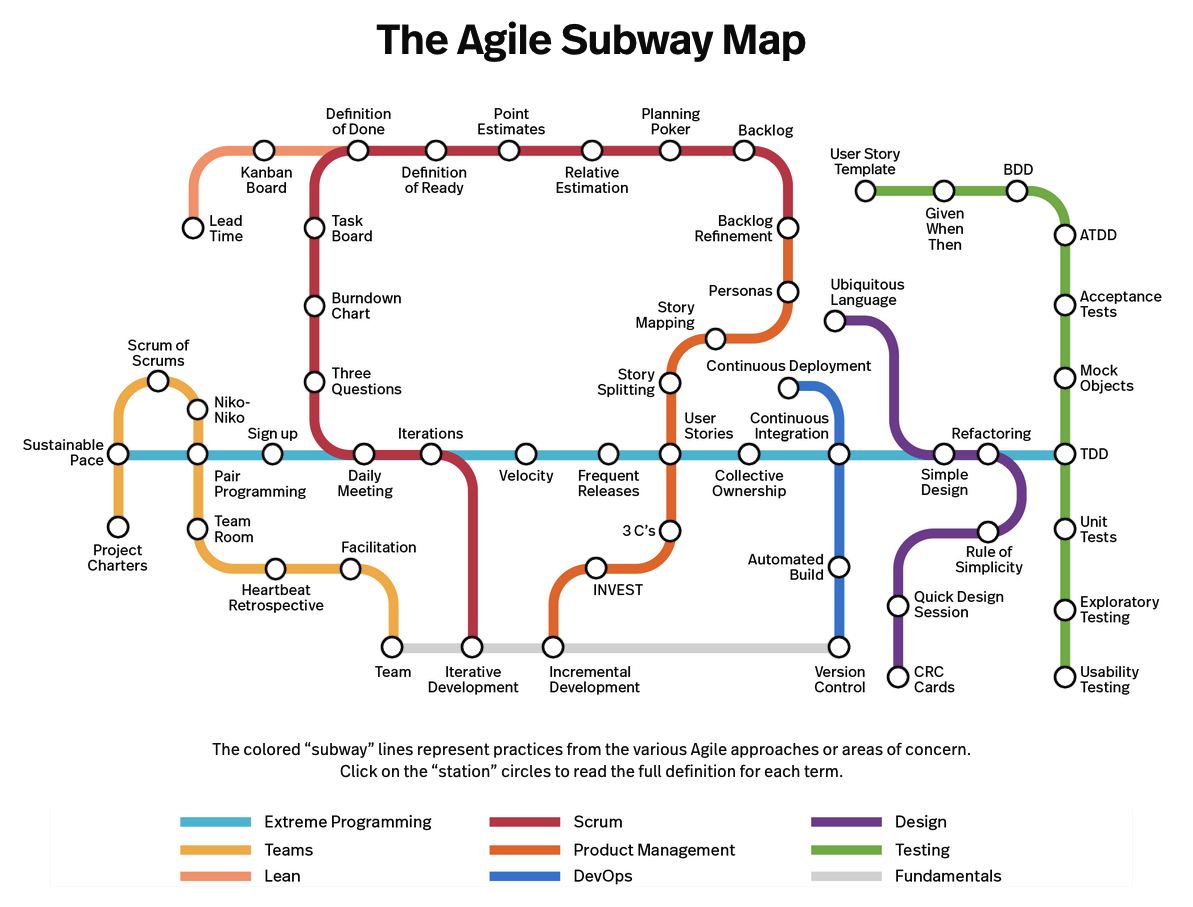 The Agile Subway Map
Definition
of Done
Point
Estimates
Planning
Poker
Backlog
Kanban
Board
Definition
of Ready
Relative
Estimation
User Story
Template
BDD
Given
When
Then
ATDD
Lead
Time
Task
Board
Backlog
Refinement
Personas
Ubiquitous
Language
Acceptance
Tests
Burndown
Chart
Story
Mapping
Scrum of
Scrums
Three
Questions
Story
Splitting
Continuous Deployment
Mock
Objects
Niko-
Niko
Sustainable
Pace
Sign up
Iterations
User
Stories
Continuous
Integration
Refactoring
TDD
Pair
Programming
Daily
Meeting
Velocity
Frequent
Releases
Collective
Ownership
Simple
Design
Project
Charters
Team
Room
3 C's
Unit
Tests
Rule of
Simplicity
Facilitation
Heartbeat
Retrospective
INVEST
Automated
Build
Quick Design
Session
Exploratory
Testing
Team
Iterative
Development
Incremental
Development
Version
Control
CRC
Cards
Usability
Testing
The colored “subway” lines represent practices from the various Agile approaches or areas of concern.
Click on the “station” circles to read the full definition for each term.
Extreme Programming
Scrum
Design
Teams
Product Management
Testing
Lean
DevOps
Fundamentals